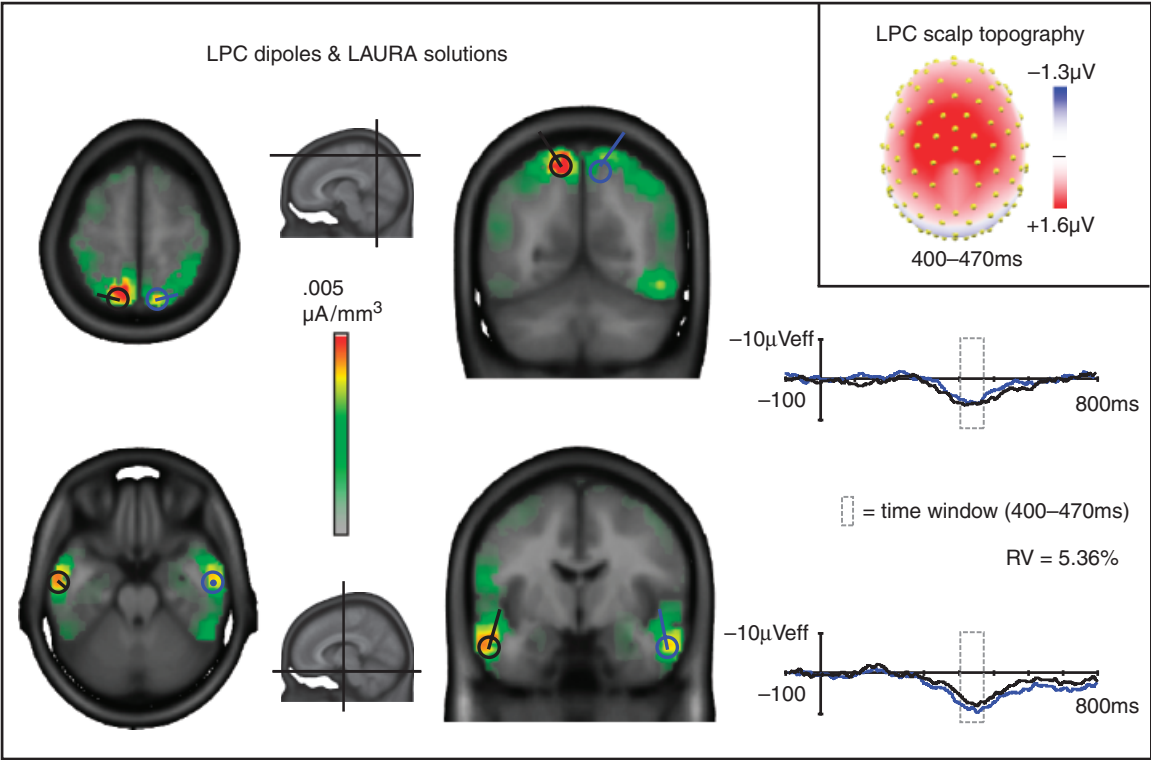 LPC dipoles & LAURA solutions
LPC scalp topography
–1.3µV
–
+1.6µV
400–470ms
.005
µA/mm³
–10µVeff
–100
800ms
= time window (400–470ms)
RV = 5.36%
–10µVeff
–100
800ms